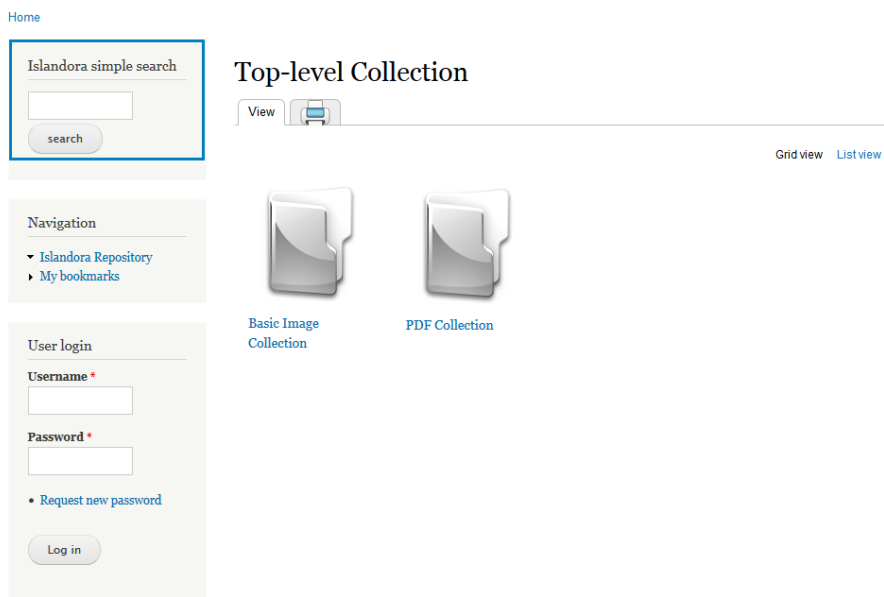 Home
Islandora simple search
search
Navigation
Islandora Repository
My bookmarks
User login
Username *
Password *
Request new password
Log in
Top-level Collection
View
Grid view List view
Basic Image
Collection
PDF Collection